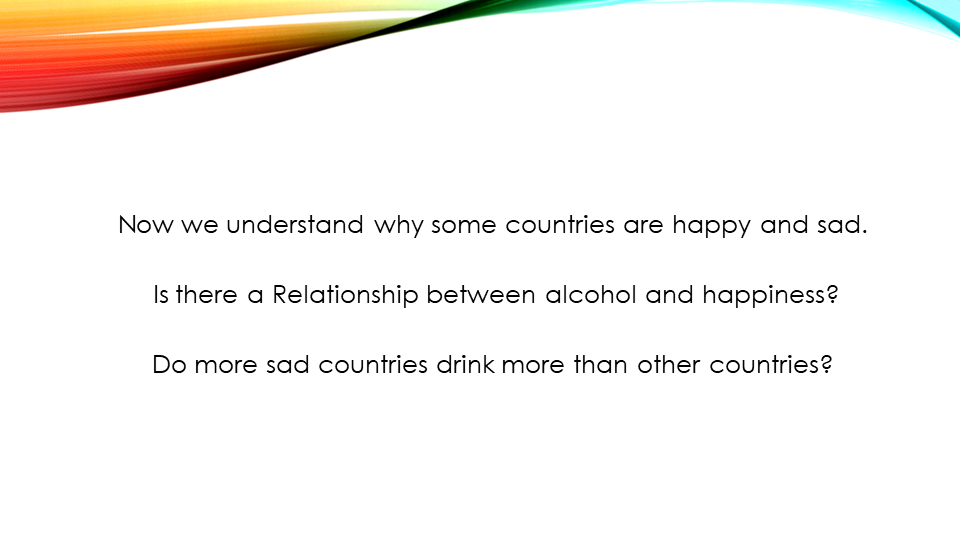 Now we understand why some countries are happy and sad.
Is there a Relationship between alcohol and happiness?
Do more sad countries drink more than other countries?